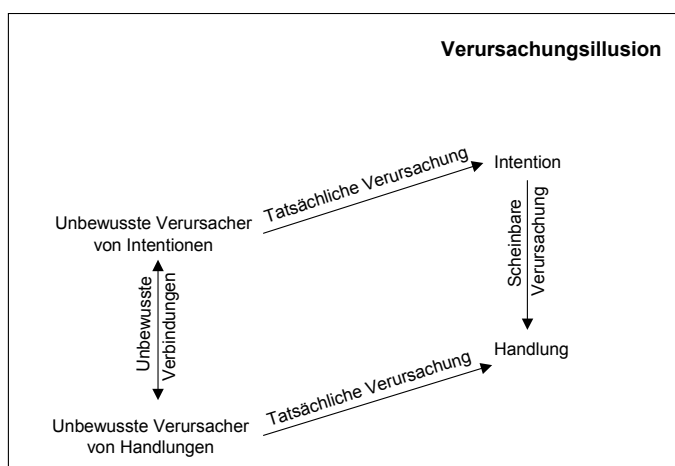 Verursachungsillusion
Tatsächliche Verursachung
Intention
Unbewusste Verursacher
von Intentionen
Scheinbare
Verursachung
Unbewusste
Verbindungen
Handlung
Tatsächliche Verursachung
Unbewusste Verursacher
von Handlungen